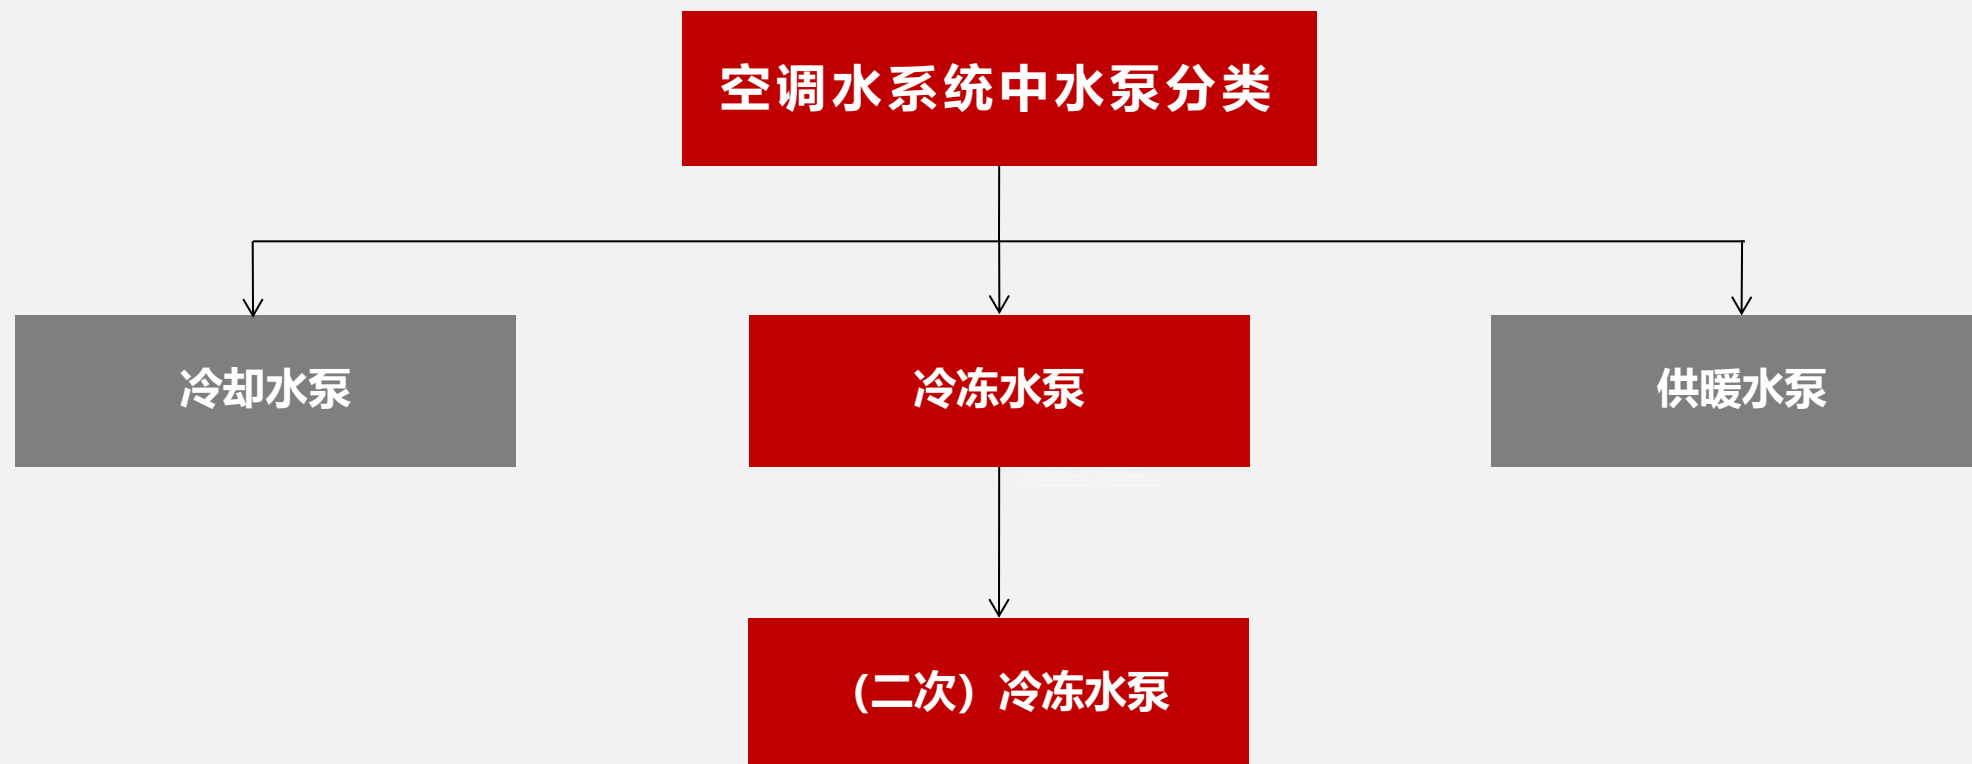 空调水系统中水泵分类
冷却水泵
冷冻水泵
供暖水泵
（二次）冷冻水泵